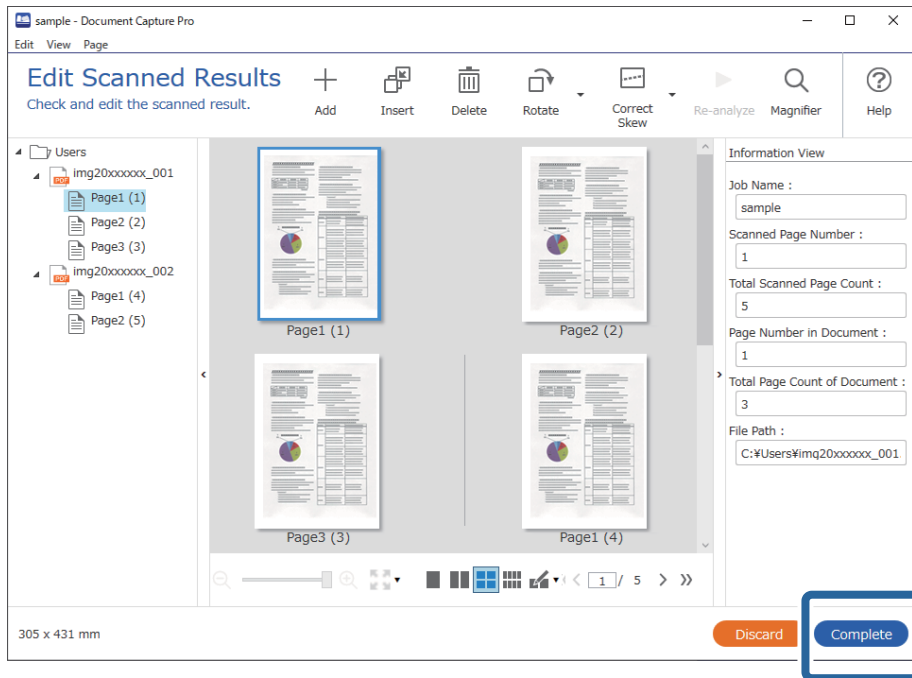 sample - Document Capture Pro
Edit View Page
Edit Scanned Results
Check and edit the scanned result.
Add
Insert
Delete
Rotate
Correct
Skew
Re-analyze
Magnifier
Help
Users
PDF img20xxxxxx_001
Page1 (1)
Page2 (2)
Page3 (3)
PDF img20xxxxxx_002
Page1 (4)
Page2 (5)
Page1 (1)
Page2 (2)
Page3 (3)
Page1 (4)
Information View
Job Name :
sample
Scanned Page Number :
1
Total Scanned Page Count :
5
Page Number in Document :
1
Total Page Count of Document :
3
File Path :
C:¥Users¥img20xxxxxx_001.
1 / 5
305 x 431 mm
Discard
Complete